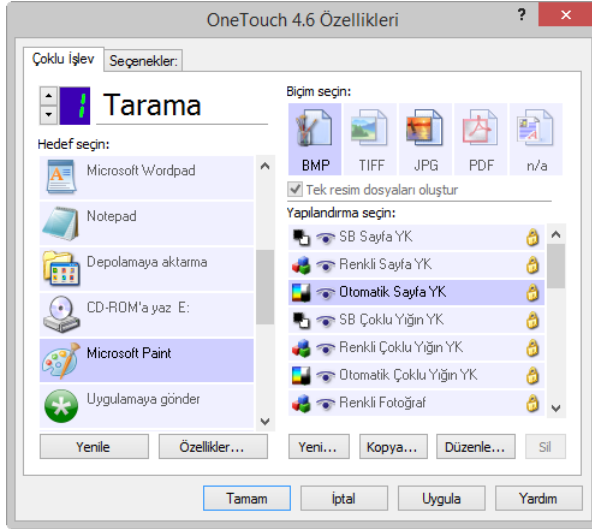 OneTouch 4.6 Özellikleri
? ×
Çoklu İşlev
Seçenekler:
1 Tarama
Hedef seçin:
Microsoft Wordpad
Notepad
Depolamaya aktarma
CD-ROM'a yaz E:
Microsoft Paint
Uygulamaya gönder
Yenile
Özellikler...
Biçim seçin:
BMP TIFF JPG PDF n/a
Tek resim dosyaları oluştur
Yapılandırma seçin:
SB Sayfa YK
Renkli Sayfa YK
Otomatik Sayfa YK
SB Çoklu Yığın YK
Renkli Çoklu Yığın YK
Otomatik Çoklu Yığın YK
Renkli Fotoğraf
Yeni...
Kopya...
Düzenle...
Sil
Tamam
İptal
Uygula
Yardım